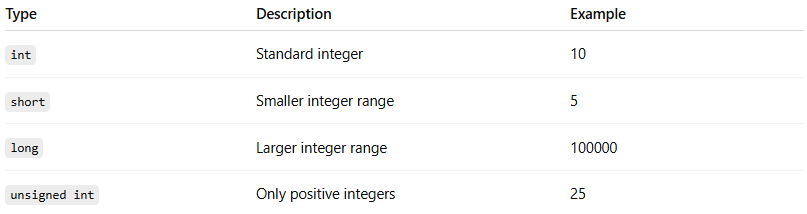 Type Description Example
int Standard integer 10
short Smaller integer range 5
long Larger integer range 100000
unsigned int Only positive integers 25